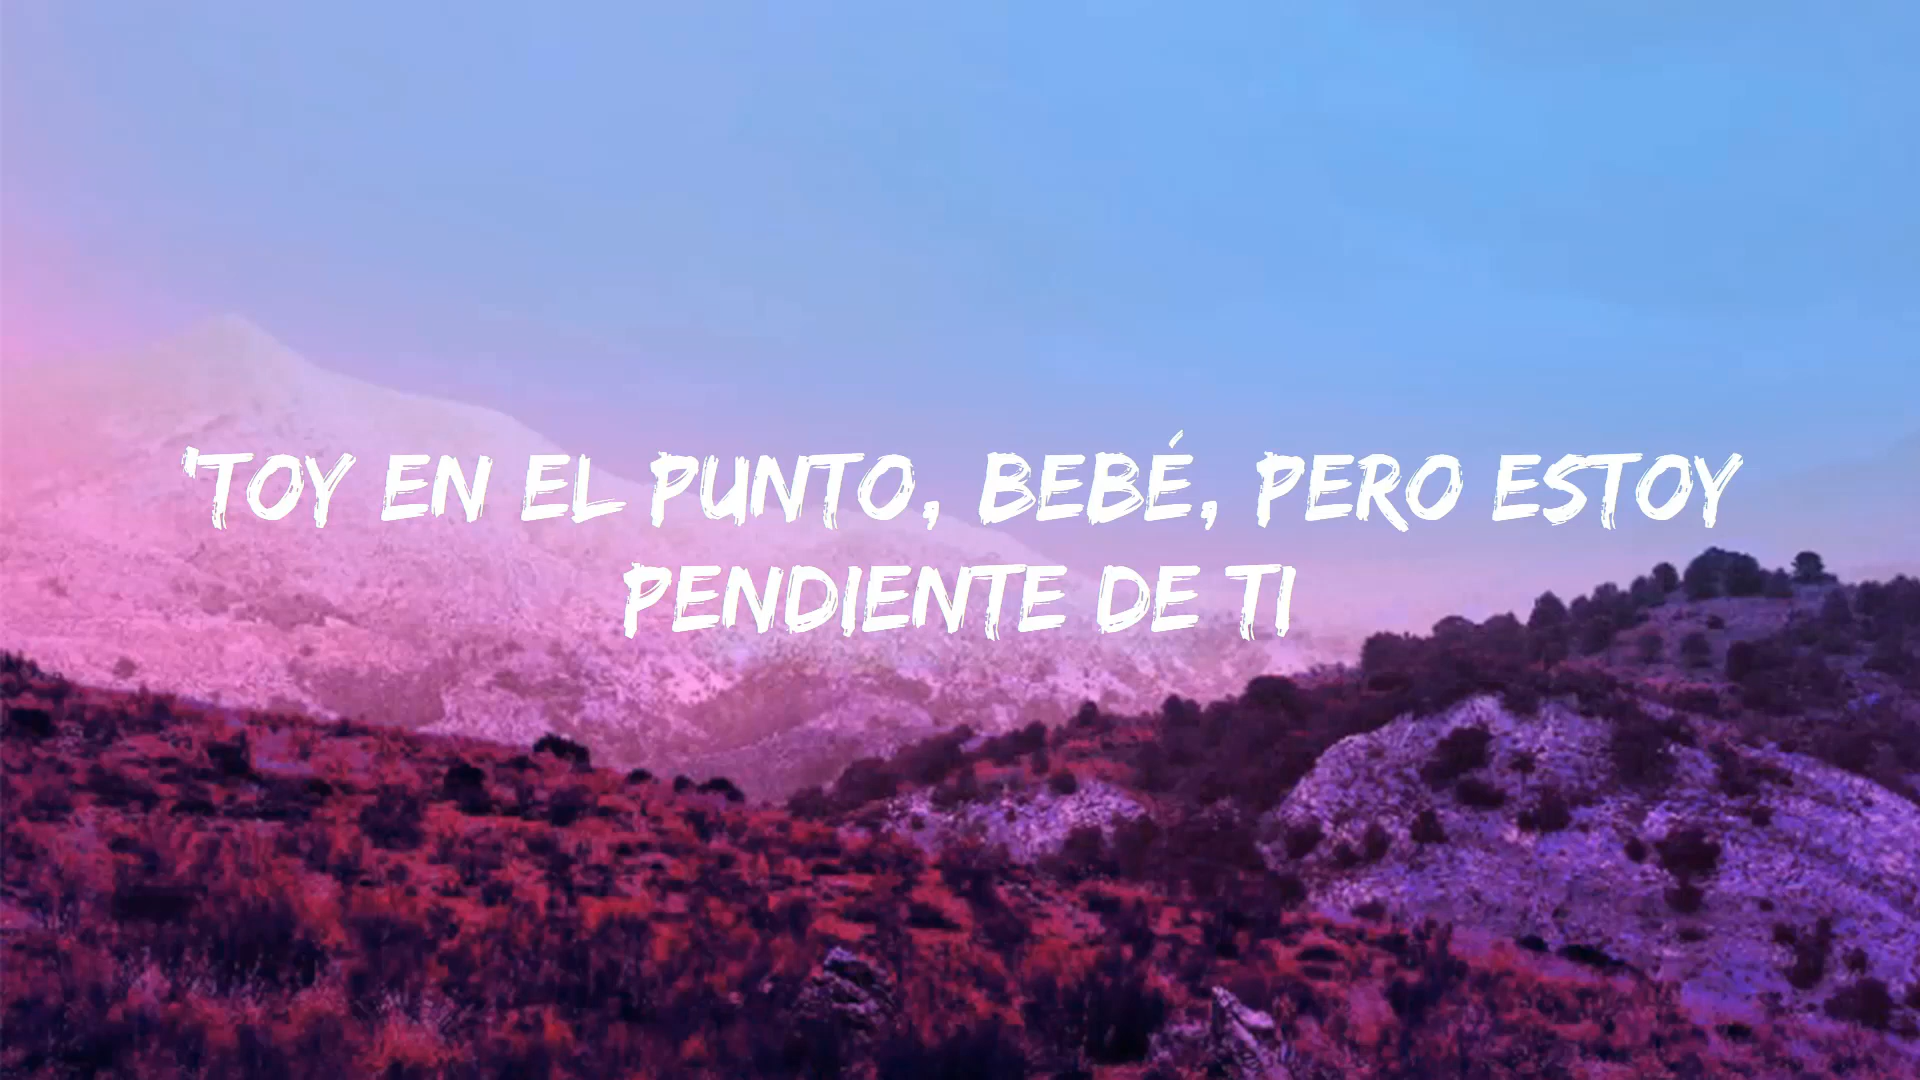 'TOY EN EL PUNTO, BEBÉ, PERO ESTOY
PENDIENTE DE TI